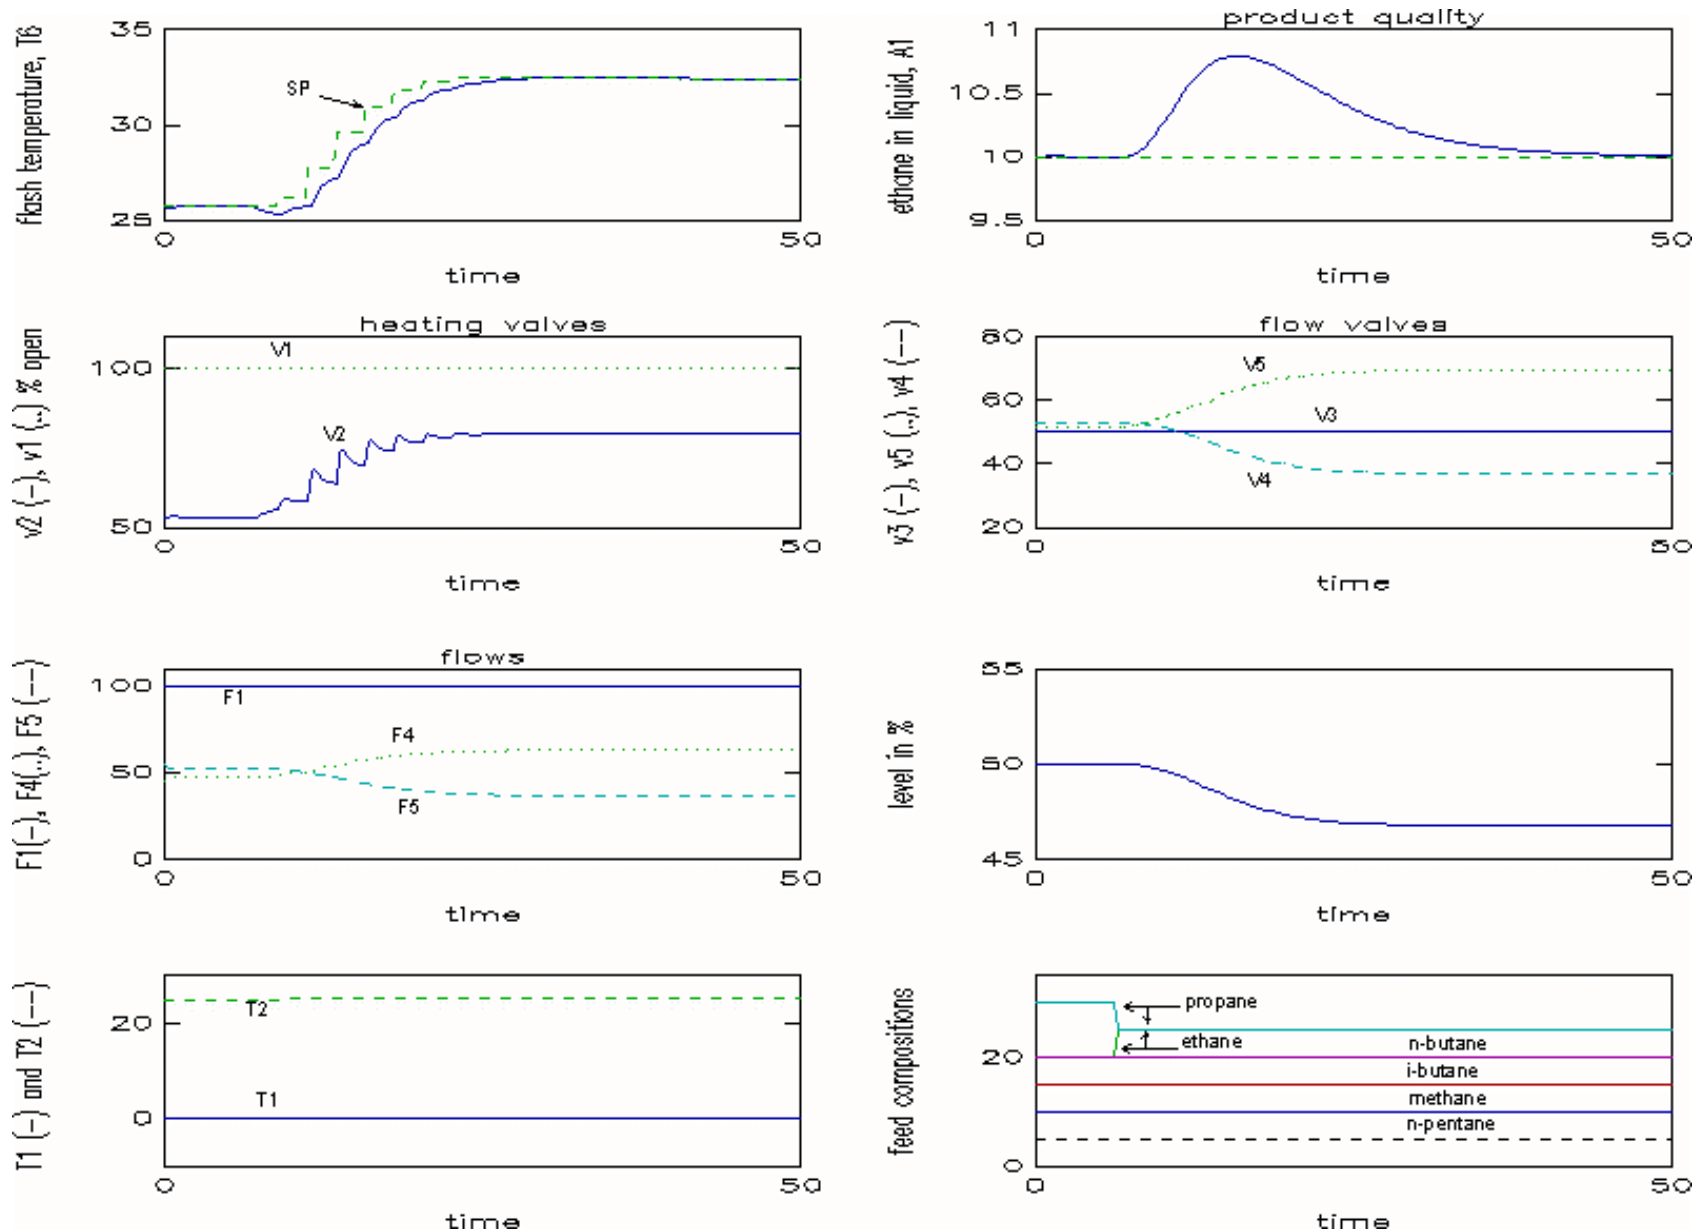 flash temperature, T6
35
30
25
SP
0
50
time
product quality
ethane in liquid, A1
11
10.5
10
9.5
0
50
time
heating valves
v2 (-), v1 (..) % open
100
50
V1
V2
0
50
time
flow valves
v3 (-), v5 (..), v4 (--)
80
60
40
20
V5
V3
V4
0
50
time
flows
F1(-), F4(..), F5 (--)
100
50
0
F1
F4
F5
0
50
time
level in %
55
50
45
0
50
time
T1 (-) and T2 (--)
20
0
T2
T1
0
50
time
feed compositions
20
0
propane
ethane
n-butane
i-butane
methane
n-pentane
0
50
time